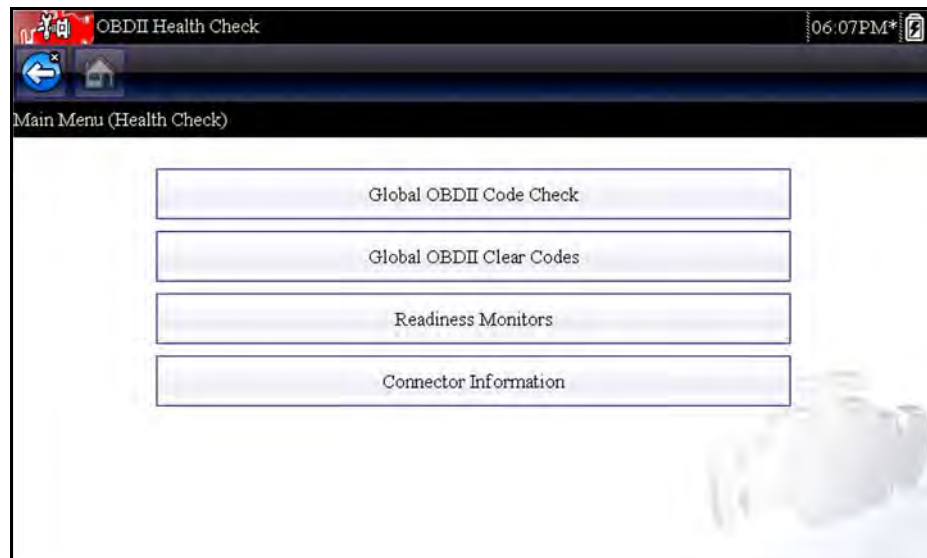 OBDII Health Check
06:07PM*
Main Menu (Health Check)
Global OBDII Code Check
Global OBDII Clear Codes
Readiness Monitors
Connector Information